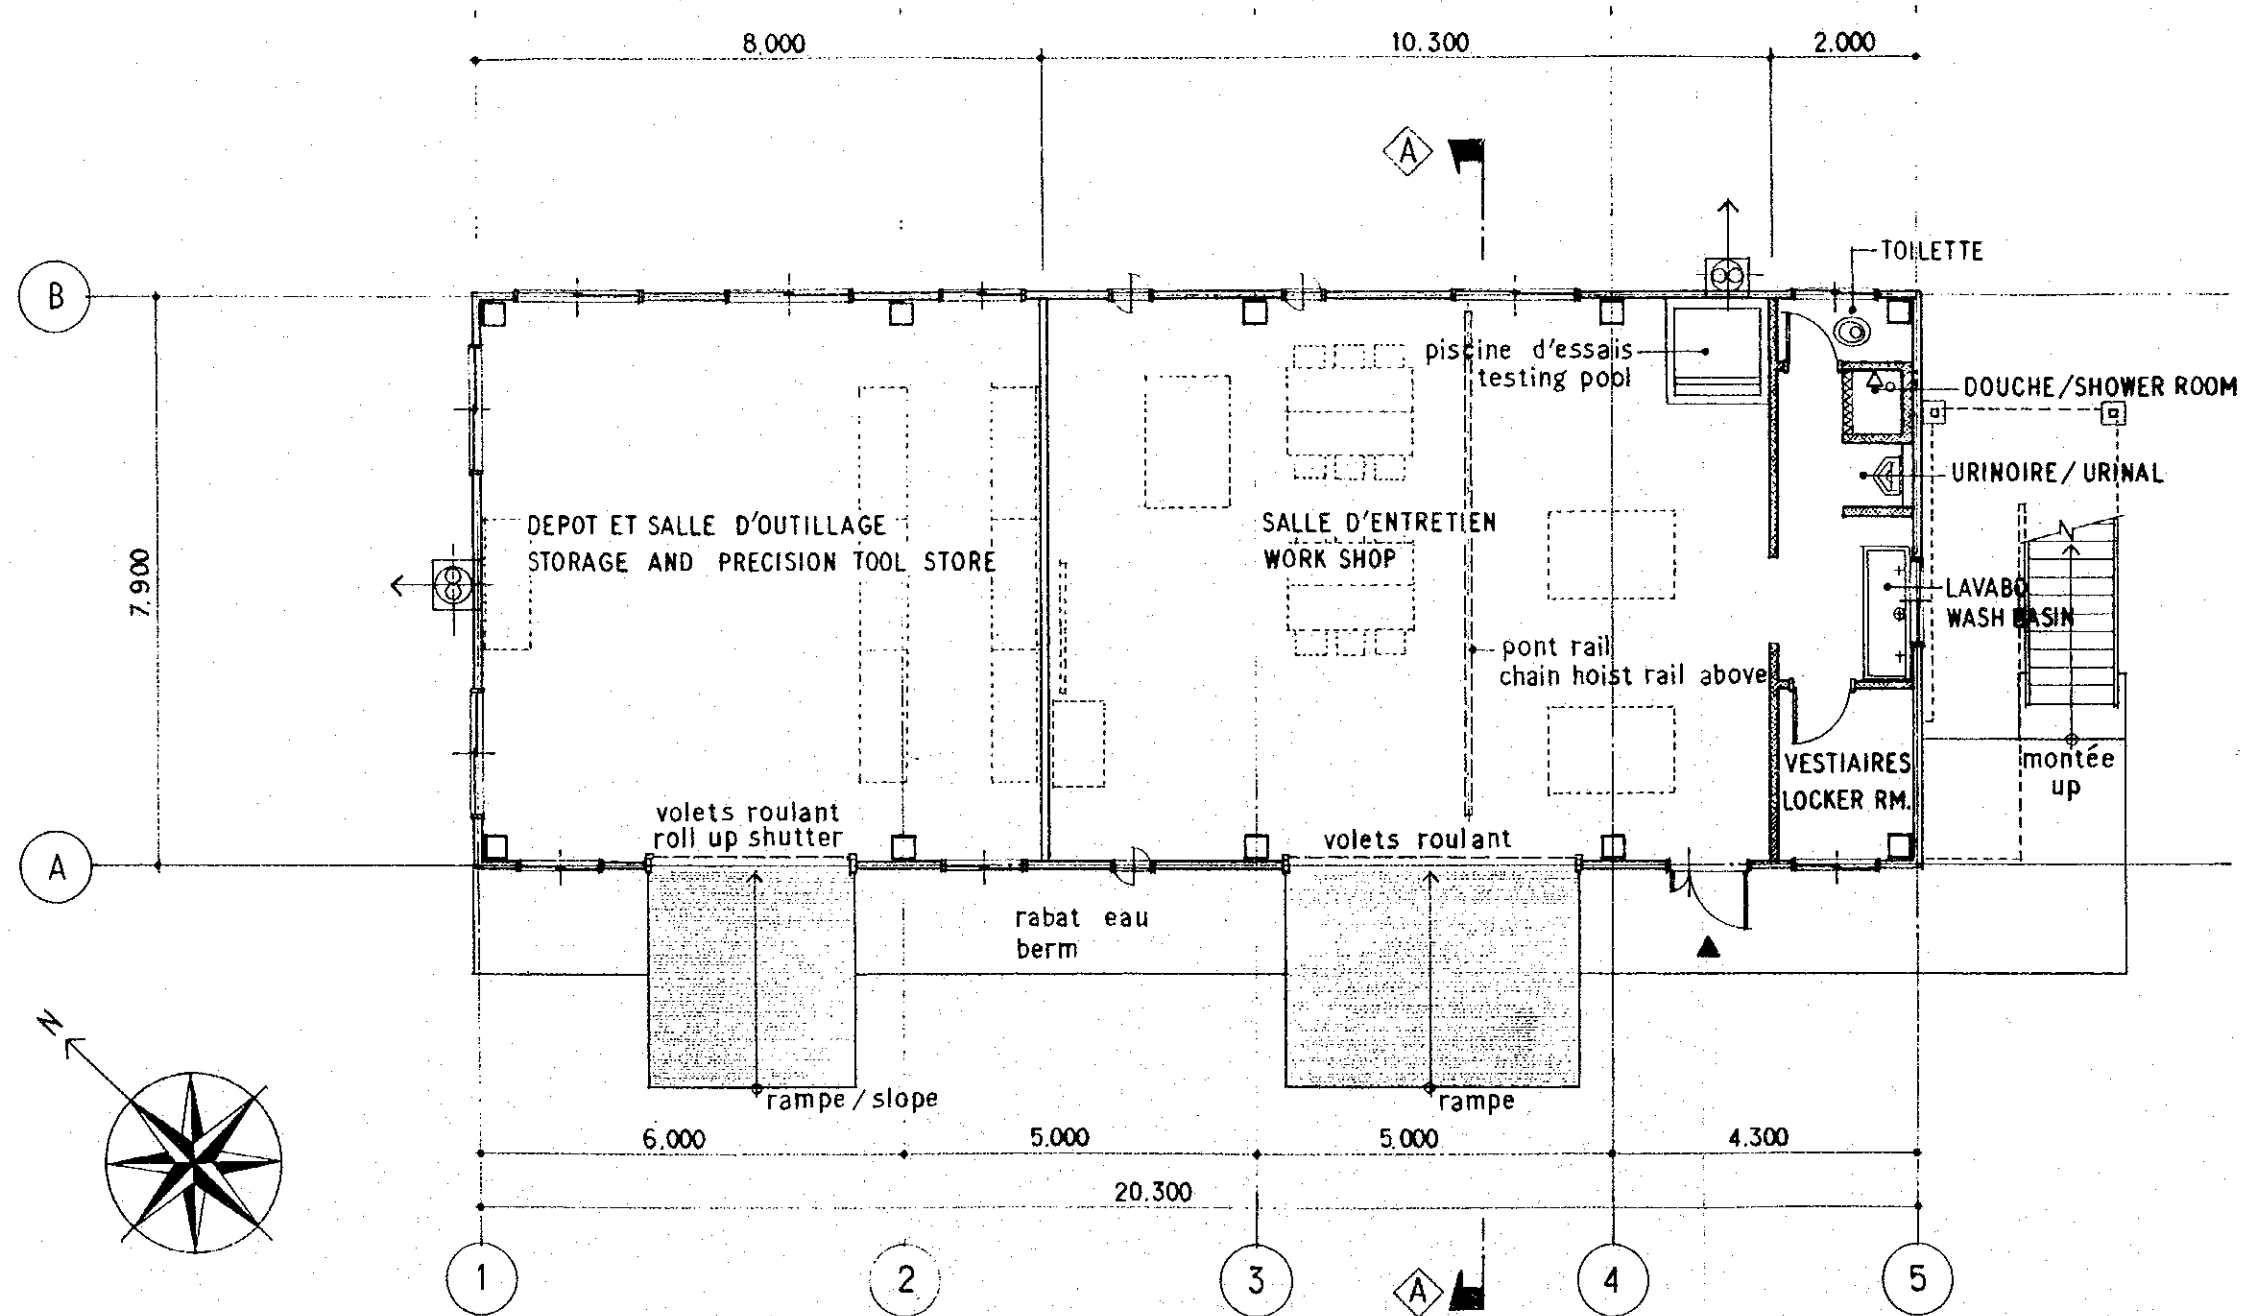 8.000
10.300
2.000
A
B
TOILETTE
piscine d'essais
testing pool
DOUCHE/SHOWER ROOM
URINOIRE/URINAL
DEPOT ET SALLE D'OUTILLAGE
STORAGE AND PRECISION TOOL STORE
SALLE D'ENTRETIEN
WORK SHOP
N
7.900
LAVABO
WASH BASIN
pont rail
chain hoist rail above
VESTIAIRES
LOCKER RM.
montée
up
volets roulant
roll up shutter
volets roulant
A
rabat eau
berm
N
rampe/slope
rampe
6.000
5.000
5.000
4.300
20.300
1
2
3
A
4
5